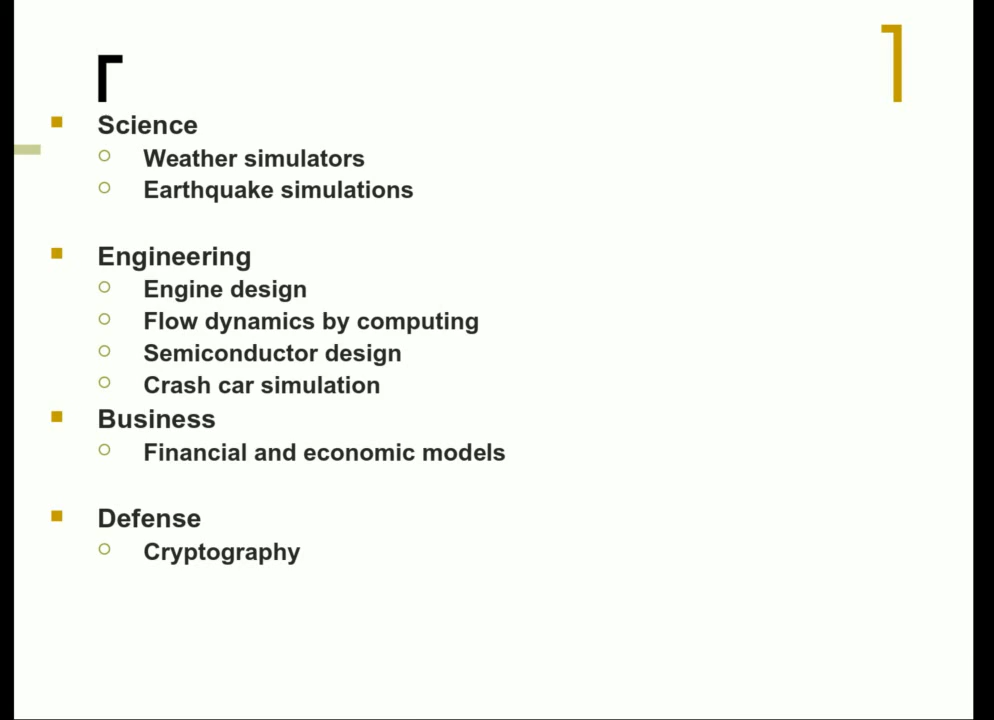 Science
Weather simulators
Earthquake simulations
Engineering
Engine design
Flow dynamics by computing
Semiconductor design
Crash car simulation
Business
Financial and economic models
Defense
Cryptography